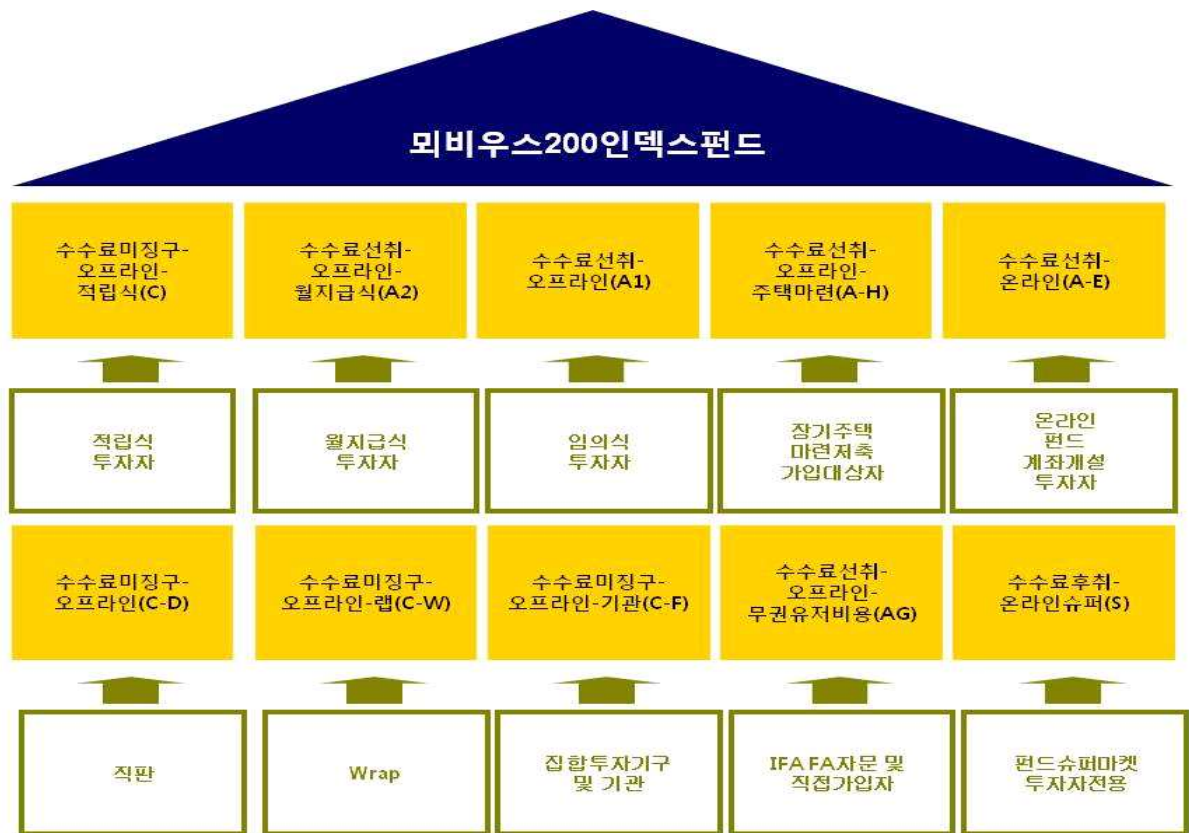 뫼비우스200인덱스펀드
수수료미징구-
오프라인-
적립식(C)
수수료선취-
오프라인-
월지급식(A2)
수수료선취-
오프라인(A1)
수수료선취-
오프라인-
주택마련(A-H)
수수료선취-
온라인(A-E)
적립식
투자자
월지급식
투자자
임의식
투자자
장기주택
마련저축
가입대상자
온라인
펀드
계좌개설
투자자
수수료미징구-
오프라인(C-D)
수수료미징구-
오프라인-랩(C-W)
수수료미징구-
오프라인-기관(C-F)
수수료선취-
오프라인-
무권유저비용(AG)
수수료후취-
온라인슈퍼(S)
직판
Wrap
집합투자기구
및 기관
IFA FA자문 및
직접가입자
펀드슈퍼마켓
투자자전용